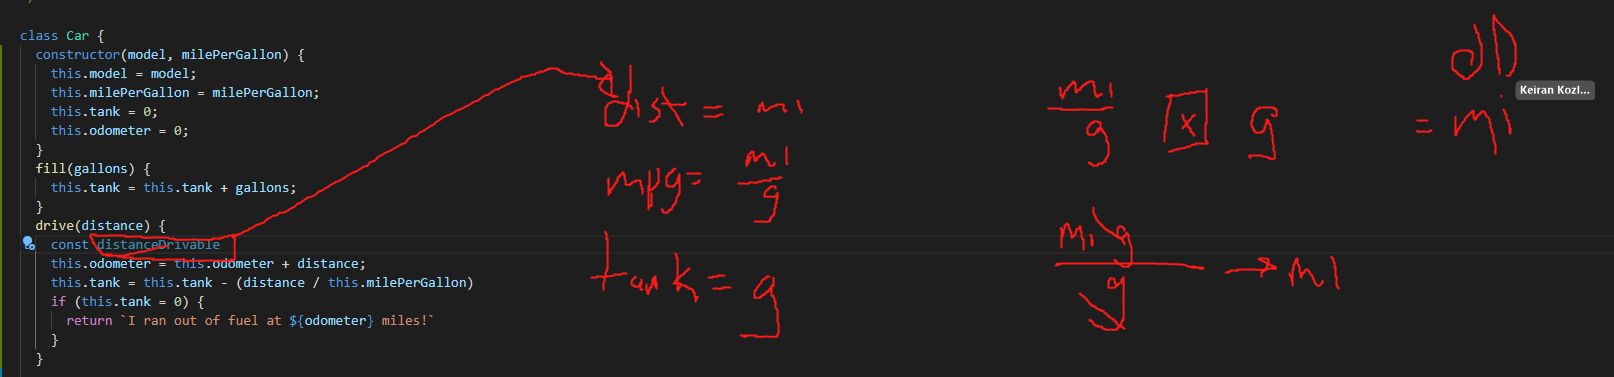 class Car {
constructor(model, milePerGallon) {
this.model = model;
this.milePerGallon = milePerGallon;
this.tank = 0;
this.odometer = 0;
}
fill(gallons) {
this.tank = this.tank + gallons;
}
drive(distance) {
const distanceDrivable
this.odometer = this.odometer + distance;
this.tank = this.tank - (distance / this.milePerGallon)
if (this.tank = 0) {
return `I ran out of fuel at ${odometer} miles!`
}
}
dist = mi
mpg = mi
g
tank = g
mi
g
x
g
= mi
mi g
g
→ mi
dD
Keiran Kozl...